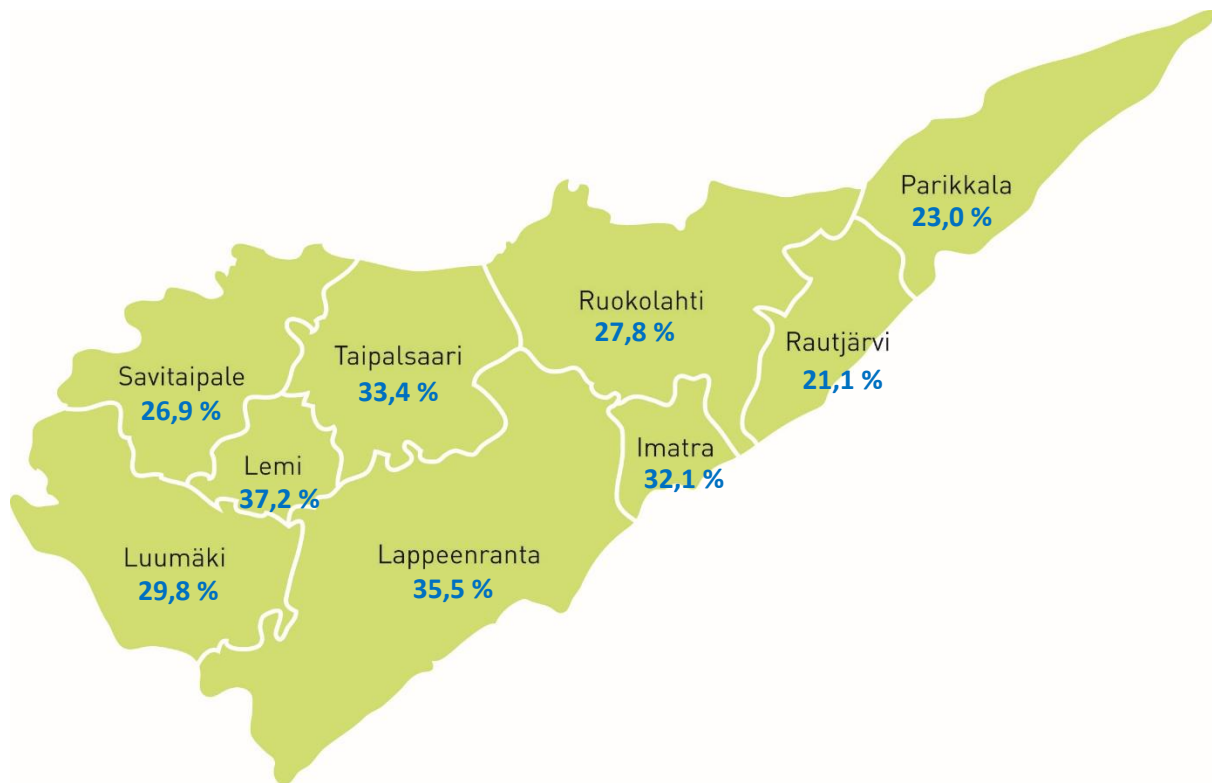 Parikkala
23,0 %
Ruokolahti
27,8 %
Rautjärvi
21,1 %
Taipalsaari
33,4 %
Savitaipale
26,9 %
Imatra
32,1 %
Lemi
37,2 %
Luumäki
29,8 %
Lappeenranta
35,5 %